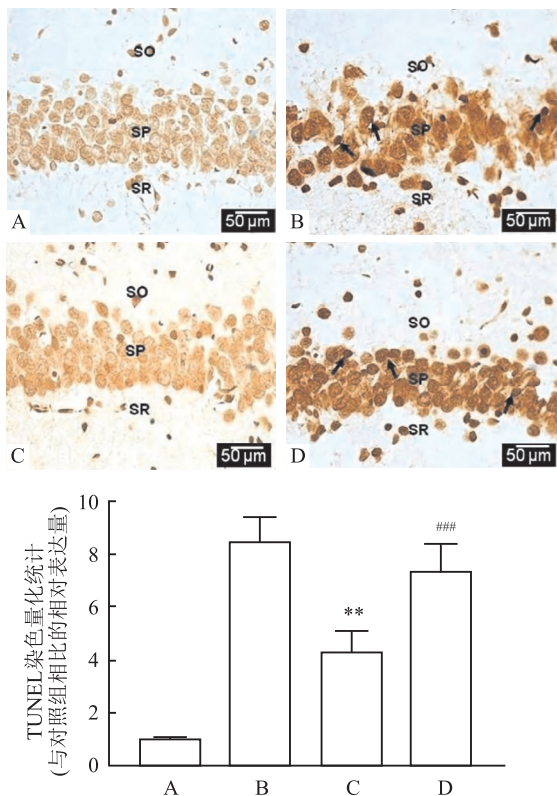 SO
SP
SR
A
50 μm
SO
SP
SR
B
50 μm
SO
SP
SR
C
50 μm
SO
SP
SR
D
50 μm
TUNEL染色量化统计
(与对照组相比的相对表达量)
10
8
6
4
2
0
**
###
A B C D